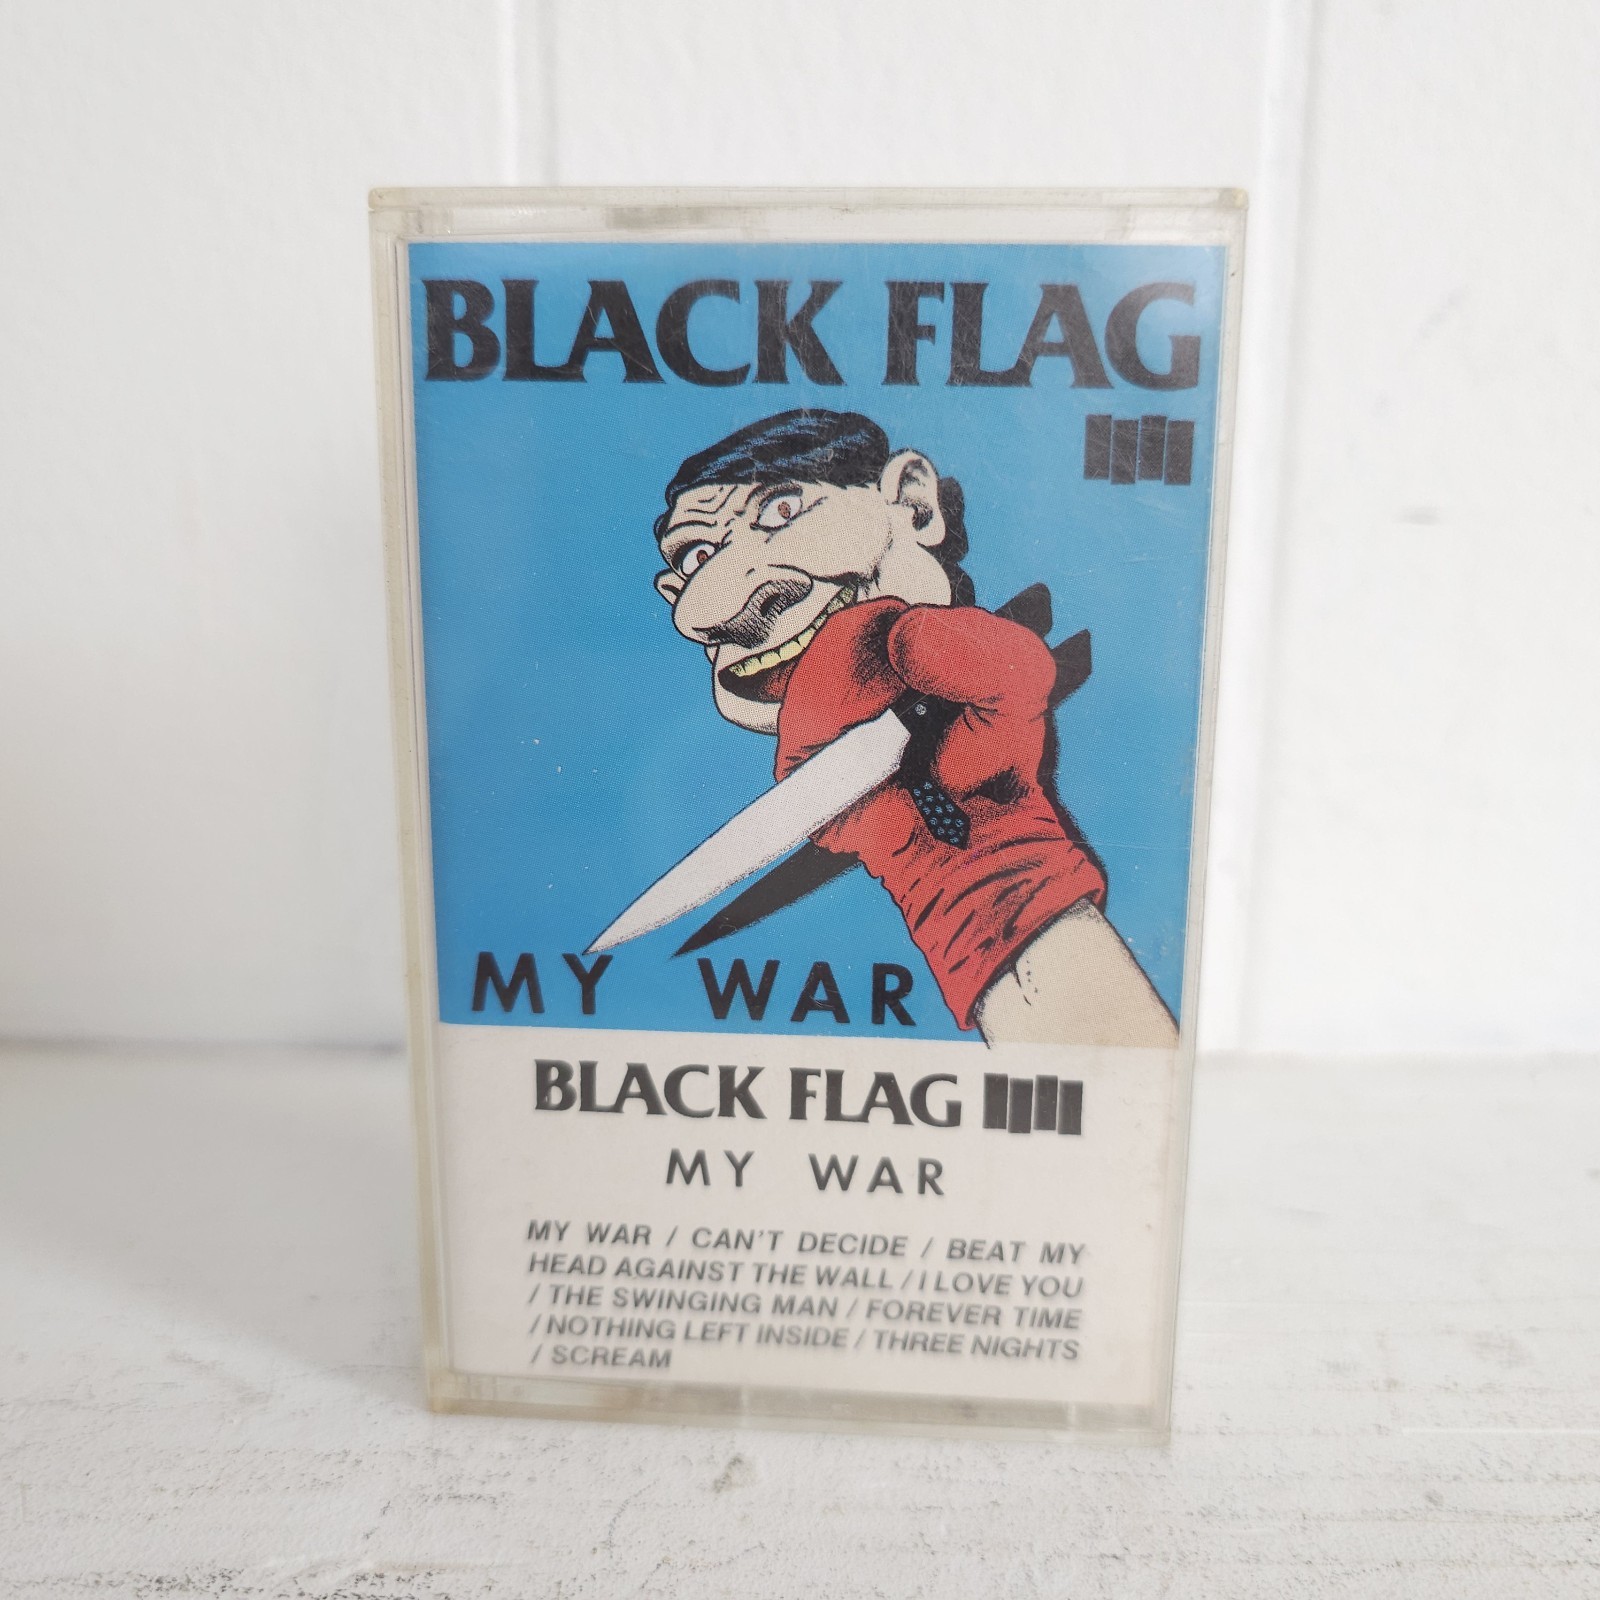 BLACK FLAG
MY WAR
BLACK FLAG
MY WAR
MY WAR / CAN'T DECIDE / BEAT MY
HEAD AGAINST THE WALL / I LOVE YOU
/ THE SWINGING MAN / FOREVER TIME
/ NOTHING LEFT INSIDE / THREE NIGHTS
/ SCREAM